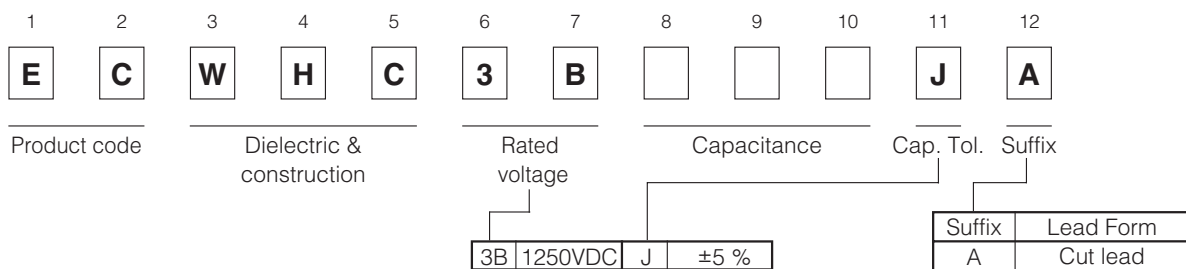 1 2 3 4 5 6 7 8 9 10 11 12
E C W H C 3 B J A
Product code Dielectric & Rated Capacitance Cap. Tol. Suffix
construction voltage
Suffix Lead Form
3B 1250VDC J ±5 % A Cut lead